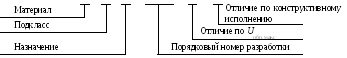 Материал
Отличие по конструктивному
исполнению
Подкласс
Отличие по U
Назначение
Порядковый номер разработки